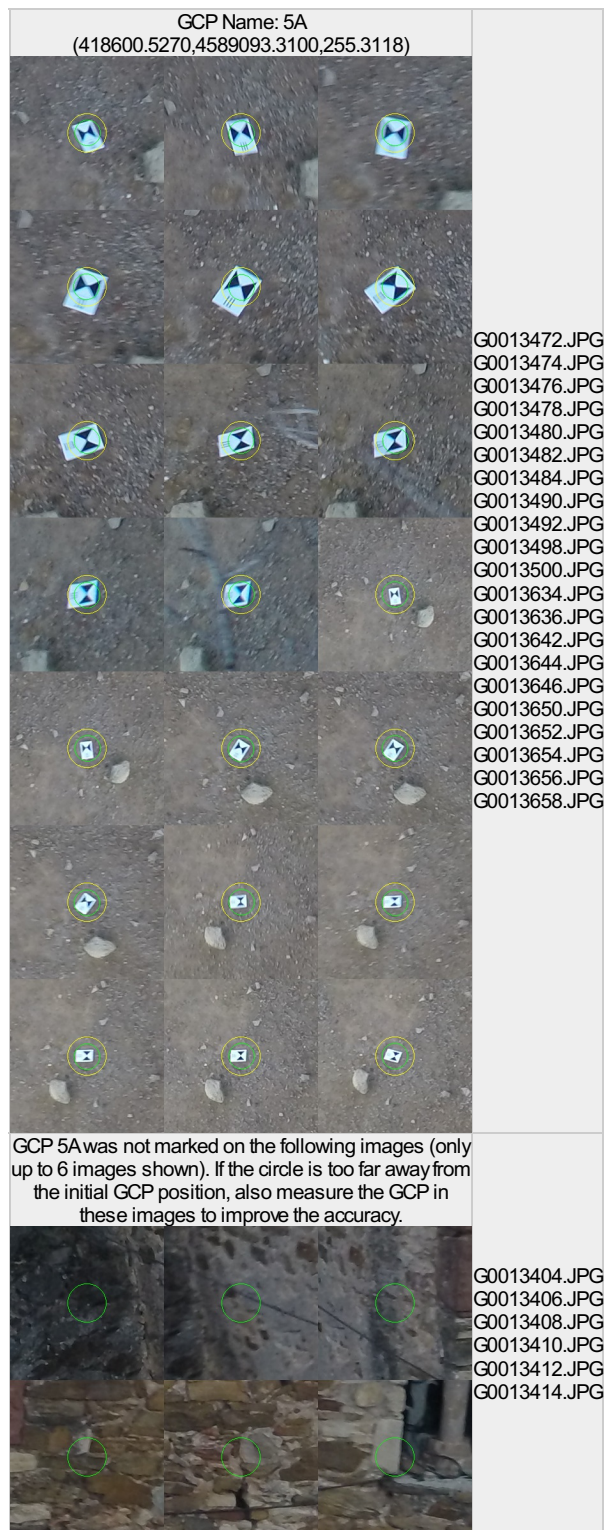 GCP Name: 5A
(418600.5270,4589093.3100,255.3118)
G0013472.JPG
G0013474.JPG
G0013476.JPG
G0013478.JPG
G0013480.JPG
G0013482.JPG
G0013484.JPG
G0013490.JPG
G0013492.JPG
G0013498.JPG
G0013500.JPG
G0013634.JPG
G0013636.JPG
G0013642.JPG
G0013644.JPG
G0013646.JPG
G0013650.JPG
G0013652.JPG
G0013654.JPG
G0013656.JPG
G0013658.JPG
GCP 5A was not marked on the following images (only
up to 6 images shown). If the circle is too far away from
the initial GCP position, also measure the GCP in
these images to improve the accuracy.
G0013404.JPG
G0013406.JPG
G0013408.JPG
G0013410.JPG
G0013412.JPG
G0013414.JPG